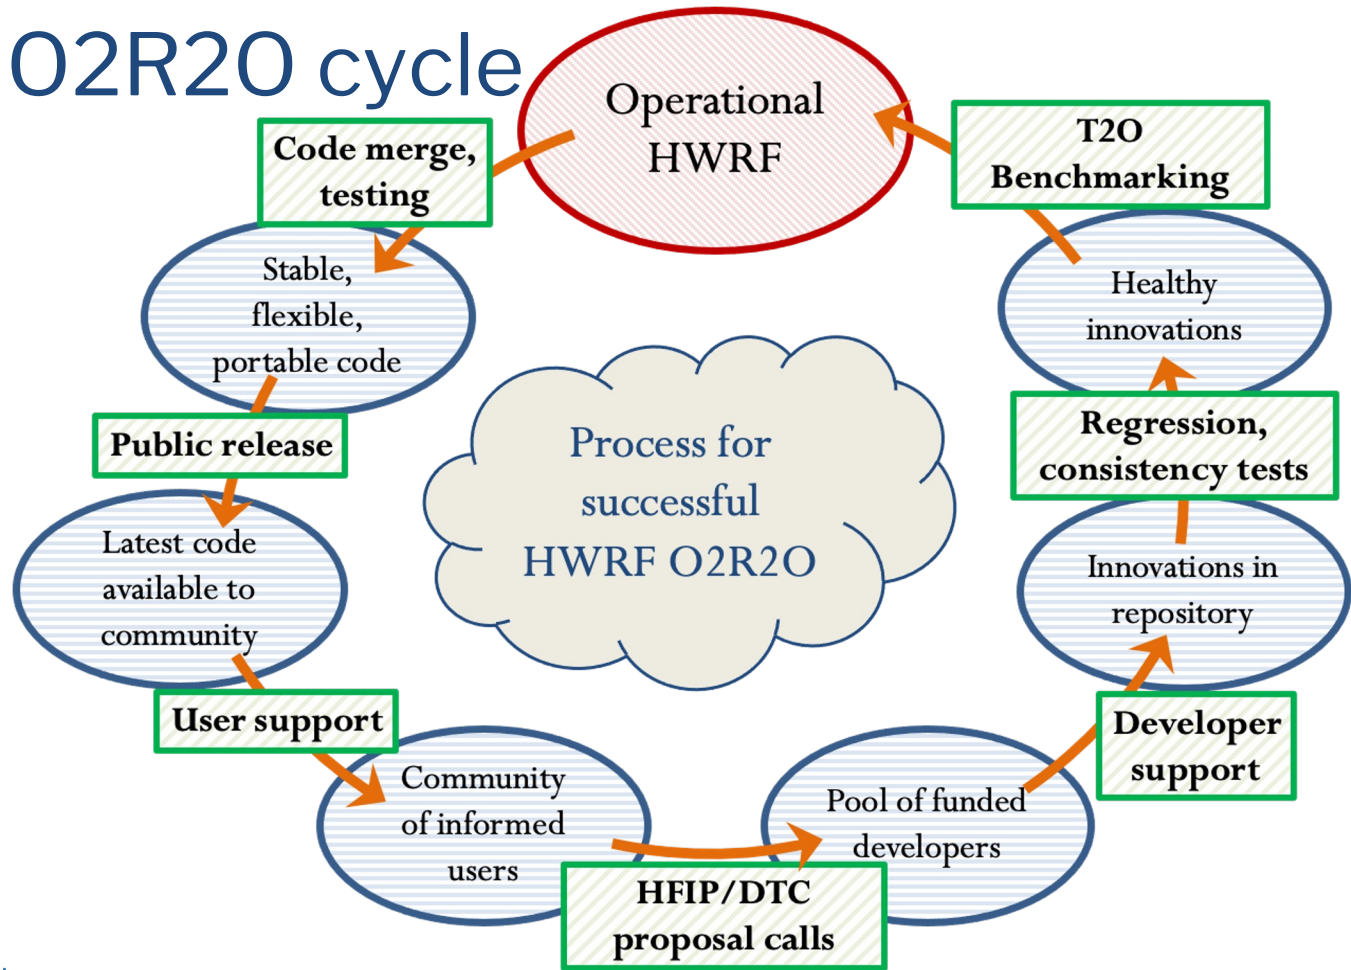 O2R2O cycle
Operational
HWRF
Code merge,
testing
T2O
Benchmarking
Stable,
flexible,
portable code
Healthy
innovations
Public release
Process for
successful
HWRF O2R2O
Regression,
consistency tests
Latest code
available to
community
Innovations in
repository
User support
Developer
support
Community
of informed
users
Pool of funded
developers
HFIP/DTC
proposal calls